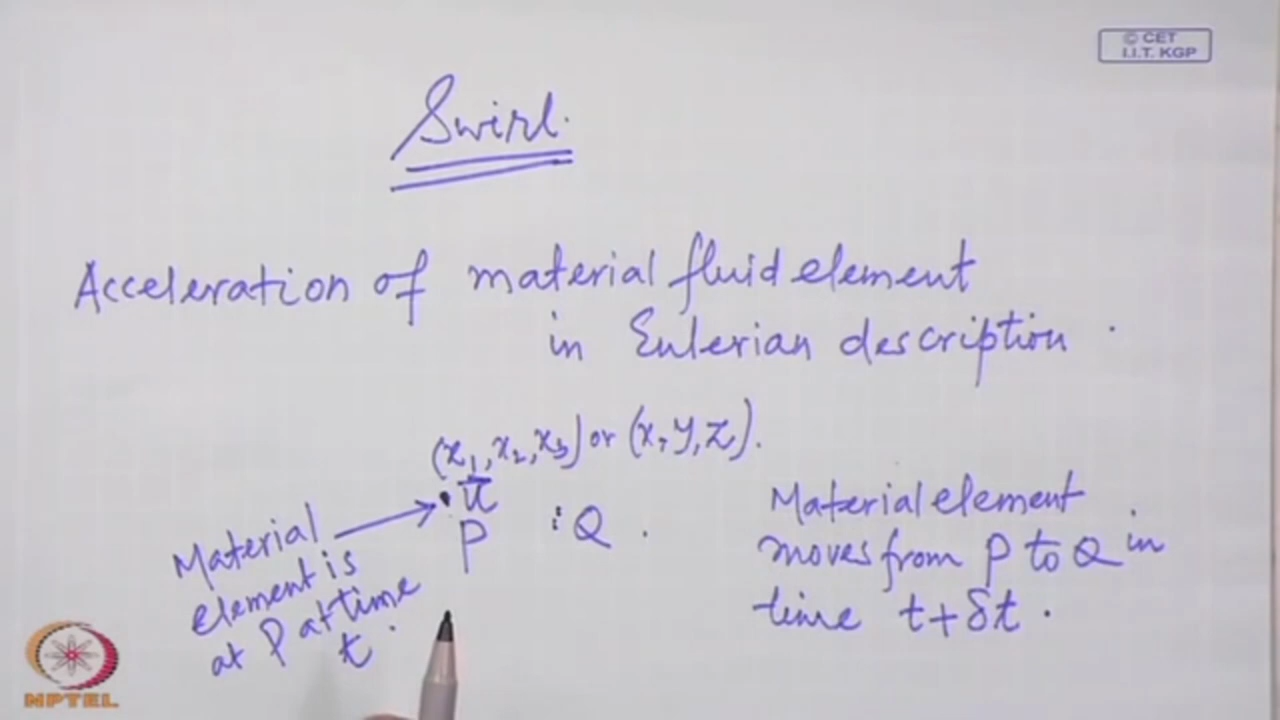 © CET
I.I.T. KGP
Swirl.
Acceleration of material fluid element
in Eulerian description.
(x₁, x₂, x₃) or (x, y, z).
ū
P
Q.
Material
element is
at P at time
t.
Material element
moves from P to Q in
time t+δt.
NPTEL